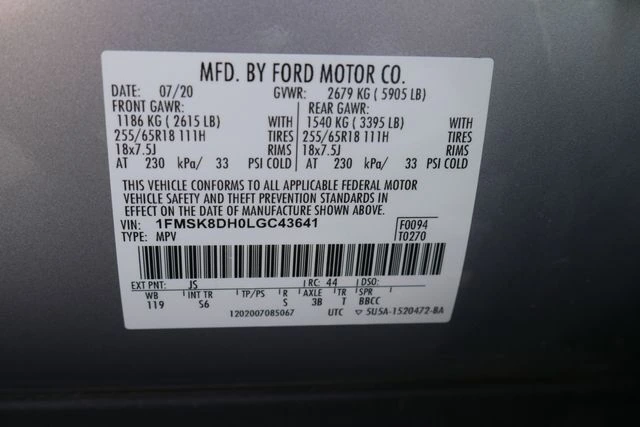 MFD. BY FORD MOTOR CO.
DATE: 07/20 GVWR: 2679 KG ( 5905 LB)
FRONT GAWR: REAR GAWR:
1186 KG ( 2615 LB) WITH 1540 KG ( 3395 LB) WITH
255/65R18 111H TIRES 255/65R18 111H TIRES
18x7.5J RIMS 18x7.5J RIMS
AT 230 kPa/ 33 PSI COLD AT 230 kPa/ 33 PSI COLD
THIS VEHICLE CONFORMS TO ALL APPLICABLE FEDERAL MOTOR
VEHICLE SAFETY AND THEFT PREVENTION STANDARDS IN
EFFECT ON THE DATE OF MANUFACTURE SHOWN ABOVE.
VIN: 1FMSK8DH0LGC43641 F0094
TYPE: MPV T0270
EXT PNT: JS RC: 44 DSO:
WB INT TR TP/PS R AXLE TR SPR
119 S6 S 3B T BBCC
1202007085067 UTC ▽ 5U5A-1520472-BA